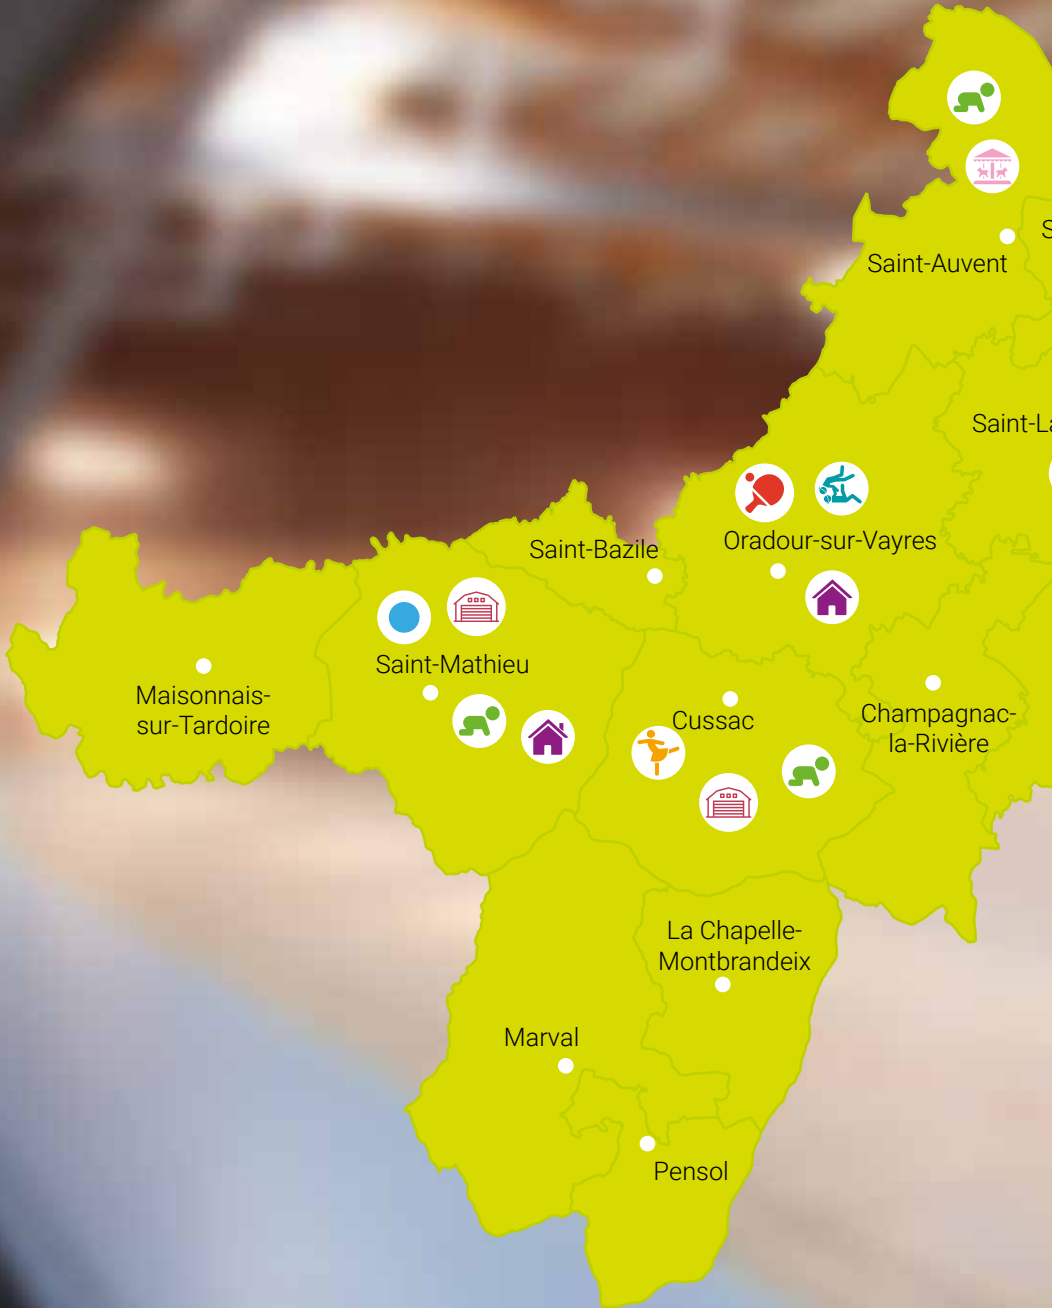 Saint-Auvent
Saint-Bazile
Oradour-sur-Vayres
Saint-Mathieu
Maisonnais-
sur-Tardoire
Cussac
Champagnac-
la-Rivière
La Chapelle-
Montbrandeix
Marval
Pensol